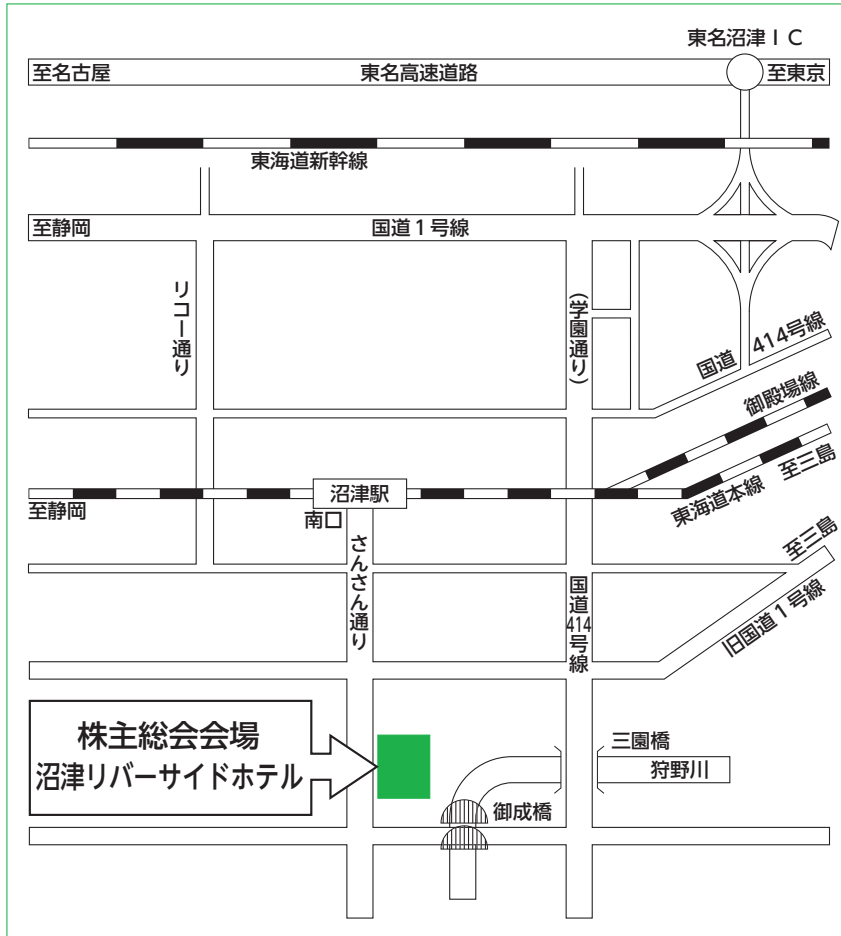 東名沼津ＩＣ
至名古屋
東名高速道路
至東京
東海道新幹線
至静岡
国道１号線
リコー通り
(学園通り)
国道 414号線
御殿場線
至三島
東海道本線
沼津駅
至静岡
南口
さんさん通り
至三島
国道414号線
旧国道１号線
株主総会会場
沼津リバーサイドホテル
三園橋
狩野川
御成橋